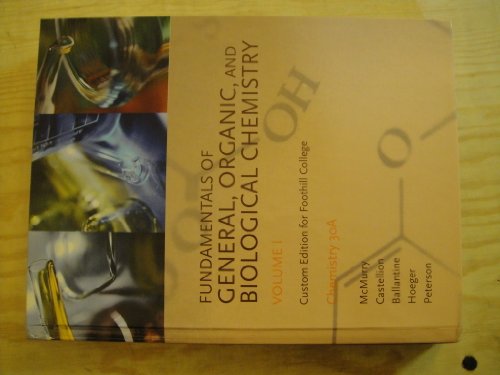 FUNDAMENTALS OF
GENERAL, ORGANIC, AND
BIOLOGICAL CHEMISTRY
VOLUME I
Custom Edition for Foothill College
Chemistry 30A
McMurry
Castellion
Ballantine
Hoeger
Peterson
OH
O